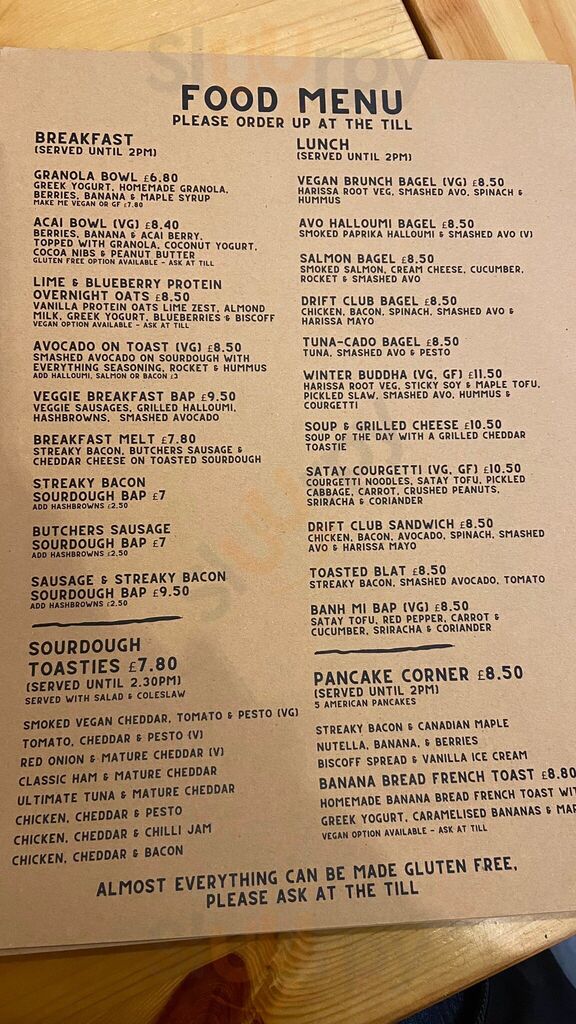 FOOD MENU
PLEASE ORDER UP AT THE TILL
BREAKFAST
(SERVED UNTIL 2PM)
GRANOLA BOWL £6.80
GREEK YOGURT, HOMEMADE GRANOLA,
BERRIES, BANANA & MAPLE SYRUP
MAKE ME VEGAN OR GF £7.80
ACAI BOWL (VG) £8.40
BERRIES, BANANA & ACAI BERRY,
TOPPED WITH GRANOLA, COCONUT YOGURT,
COCOA NIBS & PEANUT BUTTER
GLUTEN FREE OPTION AVAILABLE - ASK AT TILL
LIME & BLUEBERRY PROTEIN
OVERNIGHT OATS £8.50
VANILLA PROTEIN OATS LIME ZEST, ALMOND
MILK, GREEK YOGURT, BLUEBERRIES & BISCOFF
VEGAN OPTION AVAILABLE - ASK AT TILL
AVOCADO ON TOAST (VG) £8.50
SMASHED AVOCADO ON SOURDOUGH WITH
EVERYTHING SEASONING, ROCKET & HUMMUS
ADD HALLOUMI, SALMON OR BACON £3
VEGGIE BREAKFAST BAP £9.50
VEGGIE SAUSAGES, GRILLED HALLOUMI,
HASHBROWNS, SMASHED AVOCADO
BREAKFAST MELT £7.80
STREAKY BACON, BUTCHERS SAUSAGE &
CHEDDAR CHEESE ON TOASTED SOURDOUGH
STREAKY BACON
SOURDOUGH BAP £7
ADD HASHBROWNS £2.50
BUTCHERS SAUSAGE
SOURDOUGH BAP £7
ADD HASHBROWNS £2.50
SAUSAGE & STREAKY BACON
SOURDOUGH BAP £9.50
ADD HASHBROWNS £2.50
SOURDOUGH
TOASTIES £7.80
(SERVED UNTIL 2.30PM)
SERVED WITH SALAD & COLESLAW
SMOKED VEGAN CHEDDAR, TOMATO & PESTO (VG)
TOMATO, CHEDDAR & PESTO (V)
RED ONION & MATURE CHEDDAR (V)
CLASSIC HAM & MATURE CHEDDAR
ULTIMATE TUNA & MATURE CHEDDAR
CHICKEN, CHEDDAR & PESTO
CHICKEN, CHEDDAR & CHILLI JAM
CHICKEN, CHEDDAR & BACON
LUNCH
(SERVED UNTIL 2PM)
VEGAN BRUNCH BAGEL (VG) £8.50
HARISSA ROOT VEG, SMASHED AVO, SPINACH &
HUMMUS
AVO HALLOUMI BAGEL £8.50
SMOKED PAPRIKA HALLOUMI & SMASHED AVO (V)
SALMON BAGEL £8.50
SMOKED SALMON, CREAM CHEESE, CUCUMBER,
ROCKET & SMASHED AVO
DRIFT CLUB BAGEL £8.50
CHICKEN, BACON, SPINACH, SMASHED AVO &
HARISSA MAYO
TUNA-CADO BAGEL £8.50
TUNA, SMASHED AVO & PESTO
WINTER BUDDHA (VG, GF) £11.50
HARISSA ROOT VEG, STICKY SOY & MAPLE TOFU,
PICKLED SLAW, SMASHED AVO, HUMMUS &
COURGETTI
SOUP & GRILLED CHEESE £10.50
SOUP OF THE DAY WITH A GRILLED CHEDDAR
TOASTIE
SATAY COURGETTI (VG, GF) £10.50
COURGETTI NOODLES, SATAY TOFU, PICKLED
CABBAGE, CARROT, CRUSHED PEANUTS,
SRIRACHA & CORIANDER
DRIFT CLUB SANDWICH £8.50
CHICKEN, BACON, AVOCADO, SPINACH, SMASHED
AVO & HARISSA MAYO
TOASTED BLAT £8.50
STREAKY BACON, SMASHED AVOCADO, TOMATO
BANH MI BAP (VG) £8.50
SATAY TOFU, RED PEPPER, CARROT &
CUCUMBER, SRIRACHA & CORIANDER
PANCAKE CORNER £8.50
(SERVED UNTIL 2PM)
5 AMERICAN PANCAKES
STREAKY BACON & CANADIAN MAPLE
NUTELLA, BANANA, & BERRIES
BISCOFF SPREAD & VANILLA ICE CREAM
BANANA BREAD FRENCH TOAST £8.80
HOMEMADE BANANA BREAD FRENCH TOAST WIT
GREEK YOGURT, CARAMELISED BANANAS &
VEGAN OPTION AVAILABLE - ASK AT TILL
ALMOST EVERYTHING CAN BE MADE GLUTEN FREE,
PLEASE ASK AT THE TILL